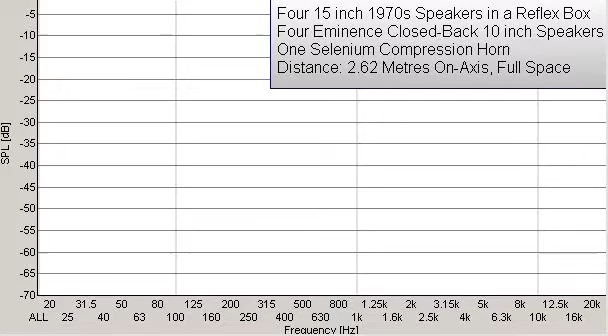 Four 15 inch 1970s Speakers in a Reflex Box
Four Eminence Closed-Back 10 inch Speakers
One Selenium Compression Horn
Distance: 2.62 Metres On-Axis, Full Space
-5
-10
-15
-20
-25
-30
-35
-40
-45
-50
-55
-60
-65
-70
SPL [dB]
20 31.5 50 80 125 200 315 500 800 1.25k 2k 3.15k 5k 8k 12.5k 20k
ALL 25 40 63 100 160 250 400 630 1k 1.6k 2.5k 4k 6.3k 10k 16k
Frequency [Hz]